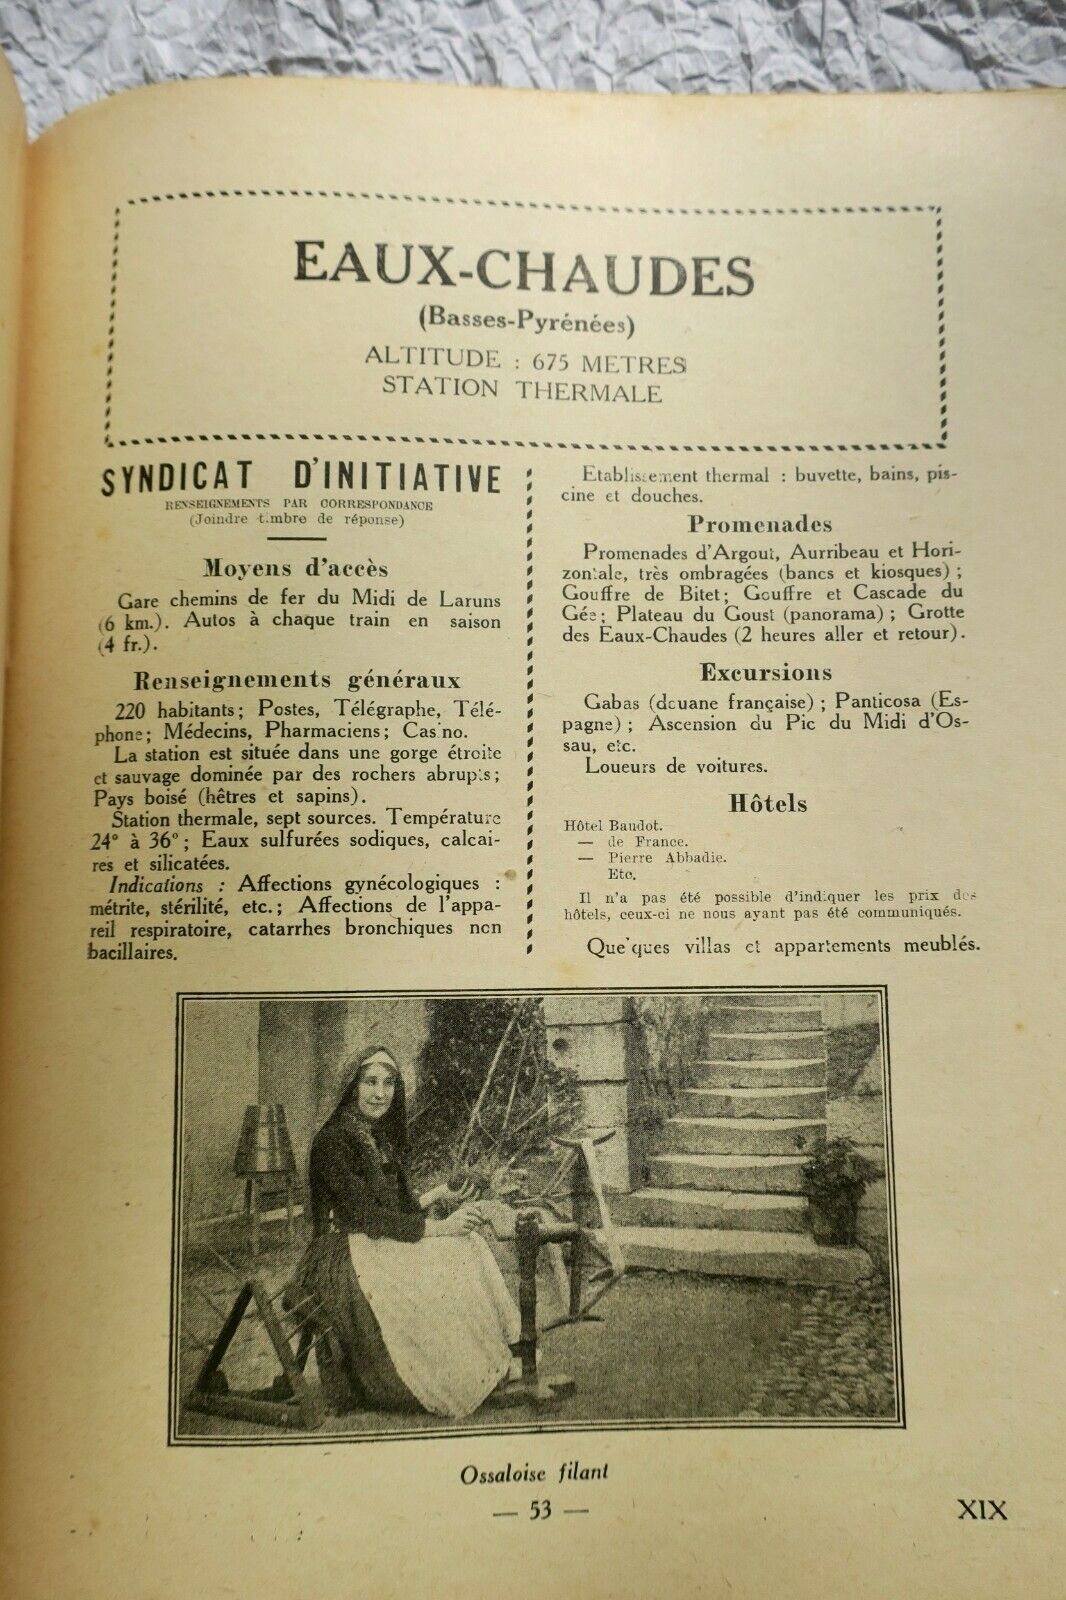 EAUX-CHAUDES
(Basses-Pyrénées)
ALTITUDE : 675 METRES
STATION THERMALE
SYNDICAT D'INITIATIVE
RENSEIGNEMENTS PAR CORRESPONDANCE
(Joindre timbre de réponse)
Moyens d'accès
Gare chemins de fer du Midi de Laruns
(6 km.). Autos à chaque train en saison
(4 fr.).
Renseignements généraux
220 habitants; Postes, Télégraphe, Télé-
phone; Médecins, Pharmaciens; Casino.
La station est située dans une gorge étroite
et sauvage dominée par des rochers abrupts;
Pays boisé (hêtres et sapins).
Station thermale, sept sources. Température
24° à 36°; Eaux sulfurées sodiques, calcai-
res et silicatées.
Indications : Affections gynécologiques :
métrite, stérilité, etc.; Affections de l'appa-
reil respiratoire, catarrhes bronchiques non
bacillaires.
Etablissement thermal : buvette, bains, pis-
cine et douches.
Promenades
Promenades d'Argout, Aurribeau et Hori-
zontale, très ombragées (bancs et kiosques) ;
Gouffre de Bitet; Gouffre et Cascade du
Gée; Plateau du Goust (panorama) ; Grotte
des Eaux-Chaudes (2 heures aller et retour).
Excursions
Gabas (douane française) ; Panticosa (Es-
pagne) ; Ascension du Pic du Midi d'Os-
sau, etc.
Loueurs de voitures.
Hôtels
Hôtel Baudot.
— de France.
— Pierre Abbadie.
Etc.
Il n'a pas été possible d'indiquer les prix des
hôtels, ceux-ci ne nous ayant pas été communiqués.
Quelques villas et appartements meublés.
Ossaloise filant
— 53 —
XIX